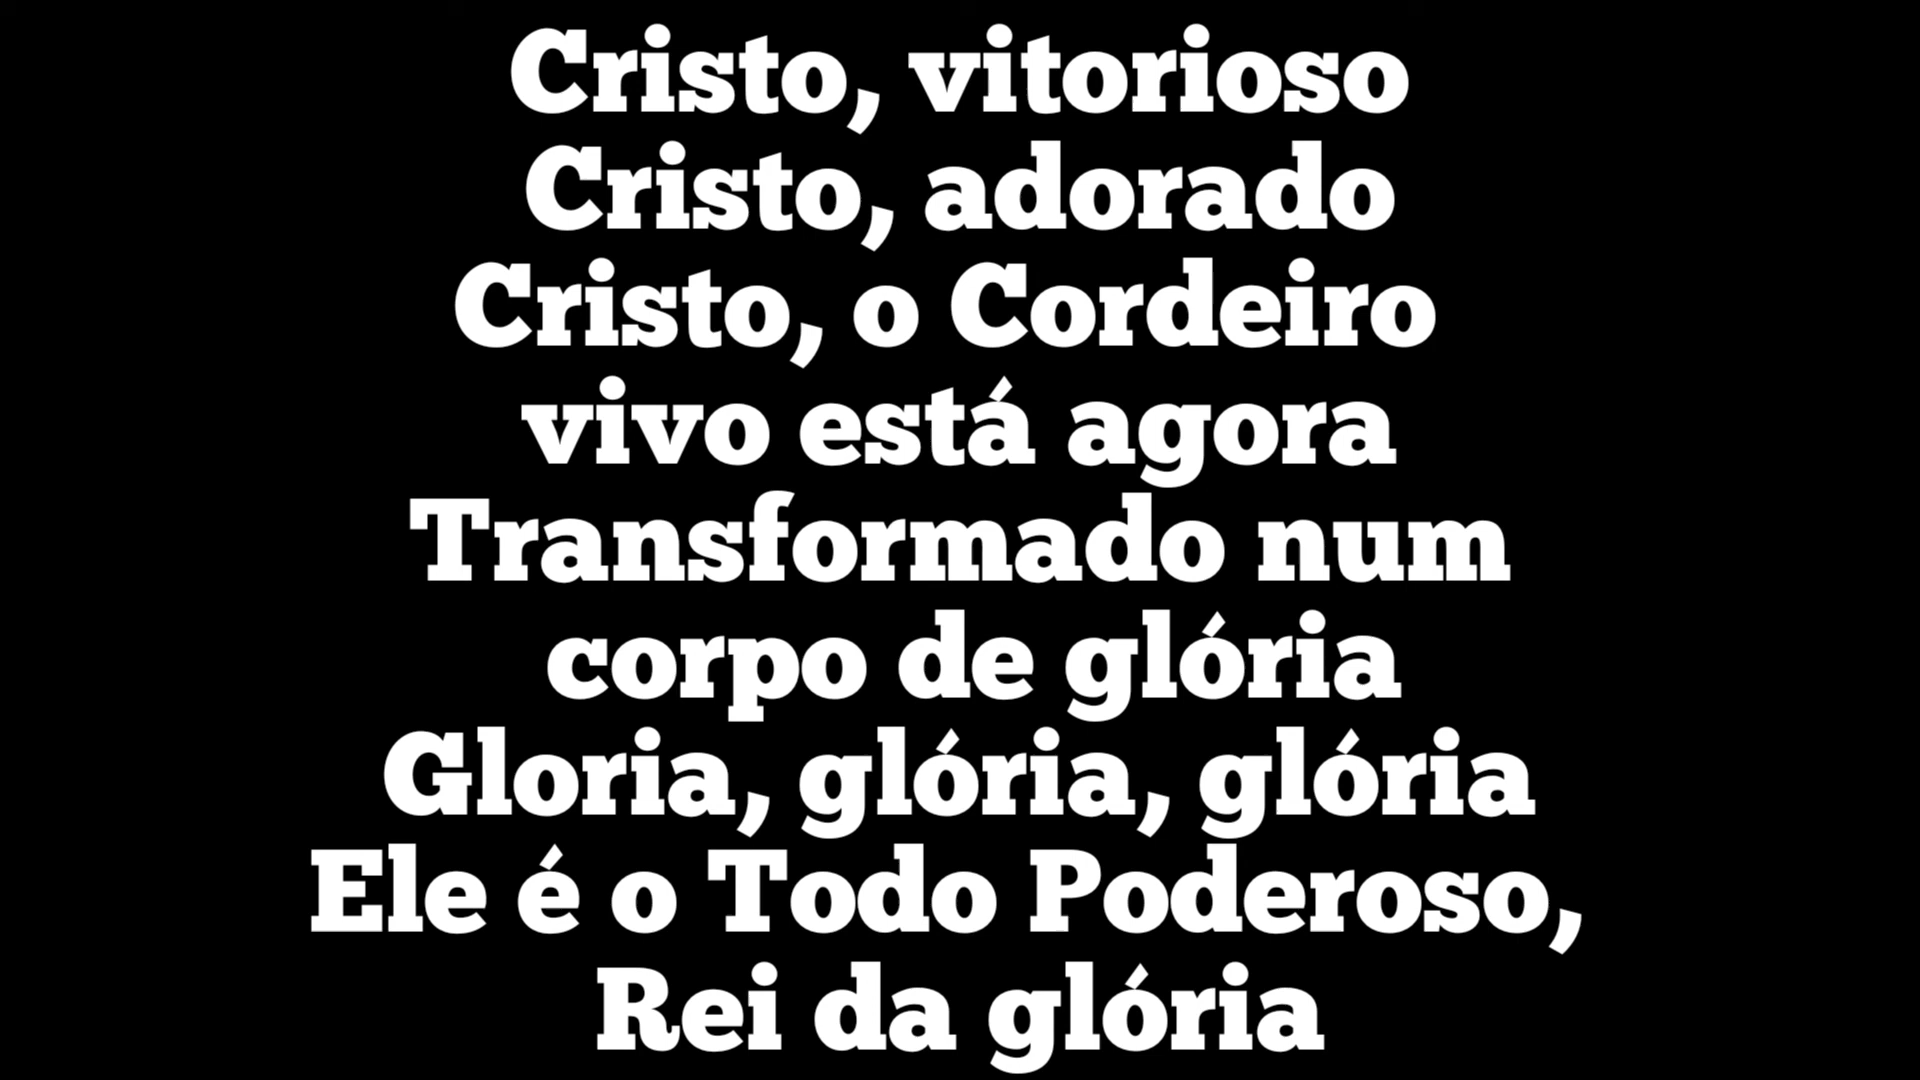 Cristo, vitorioso
Cristo, adorado
Cristo, o Cordeiro
vivo está agora
Transformado num
corpo de glória
Gloria, glória, glória
Ele é o Todo Poderoso,
Rei da glória